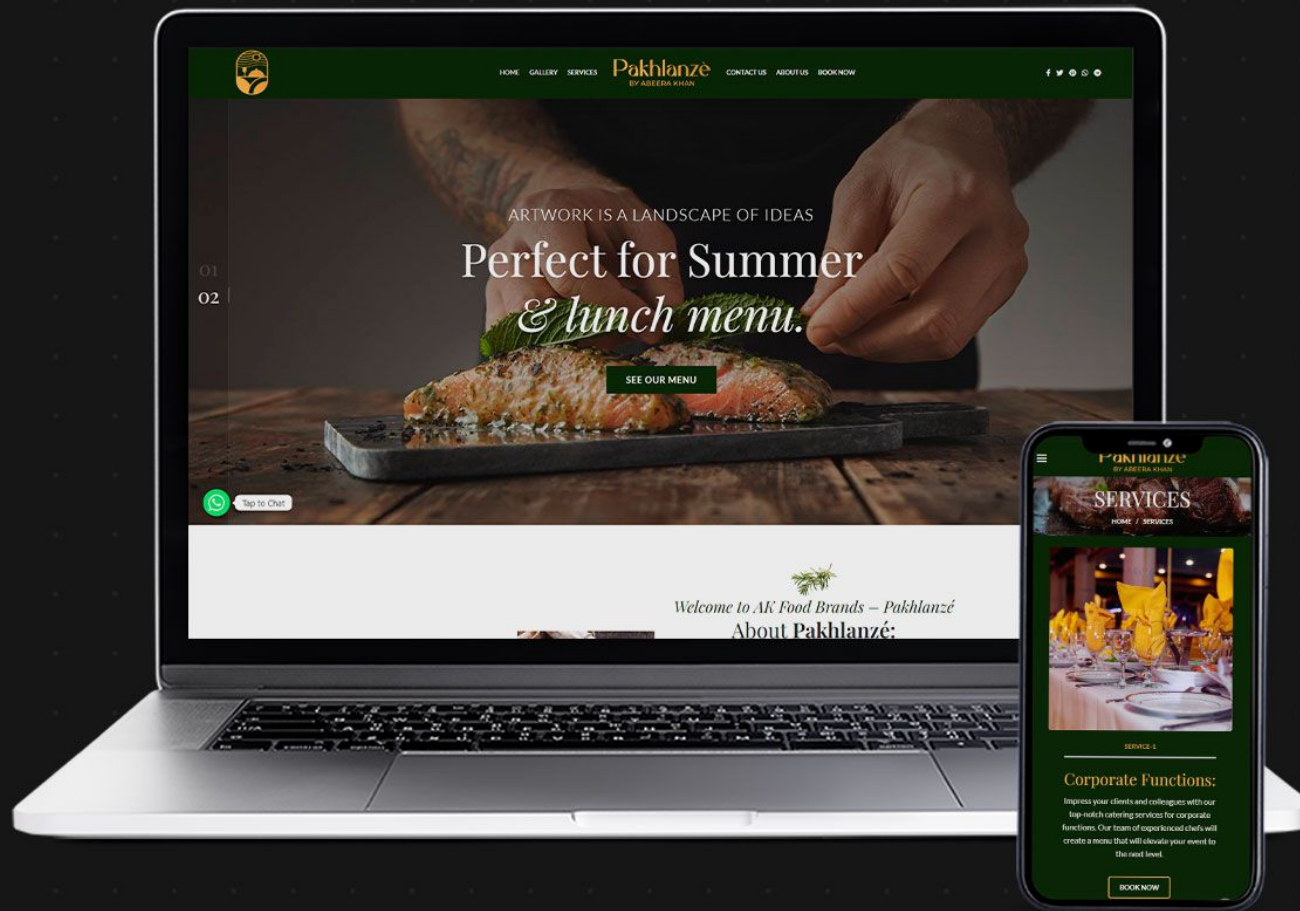 HOME GALLERY SERVICES
Pakhlanzè
BY ABEERA KHAN
CONTACT US ABOUT US BOOK NOW
ARTWORK IS A LANDSCAPE OF IDEAS
Perfect for Summer
& lunch menu.
01
02
SEE OUR MENU
Tap to Chat
Welcome to AK Food Brands – Pakhlanzé
About Pakhlanzé:
Pakhlanzè
BY ABEERA KHAN
SERVICES
HOME / SERVICES
SERVICE-1
Corporate Functions:
Impress your clients and colleagues with our
top-notch catering services for corporate
functions. Our team of experienced chefs will
create a menu that will elevate your event to
the next level.
BOOK NOW